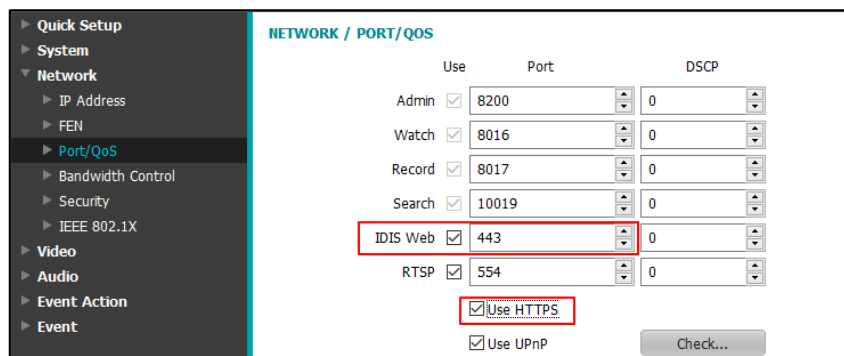 Quick Setup
System
Network
IP Address
FEN
Port/QoS
Bandwidth Control
Security
IEEE 802.1X
Video
Audio
Event Action
Event
NETWORK / PORT/QOS
Use Port DSCP
Admin 8200 0
Watch 8016 0
Record 8017 0
Search 10019 0
IDIS Web 443 0
RTSP 554 0
Use HTTPS
Use UPnP Check...